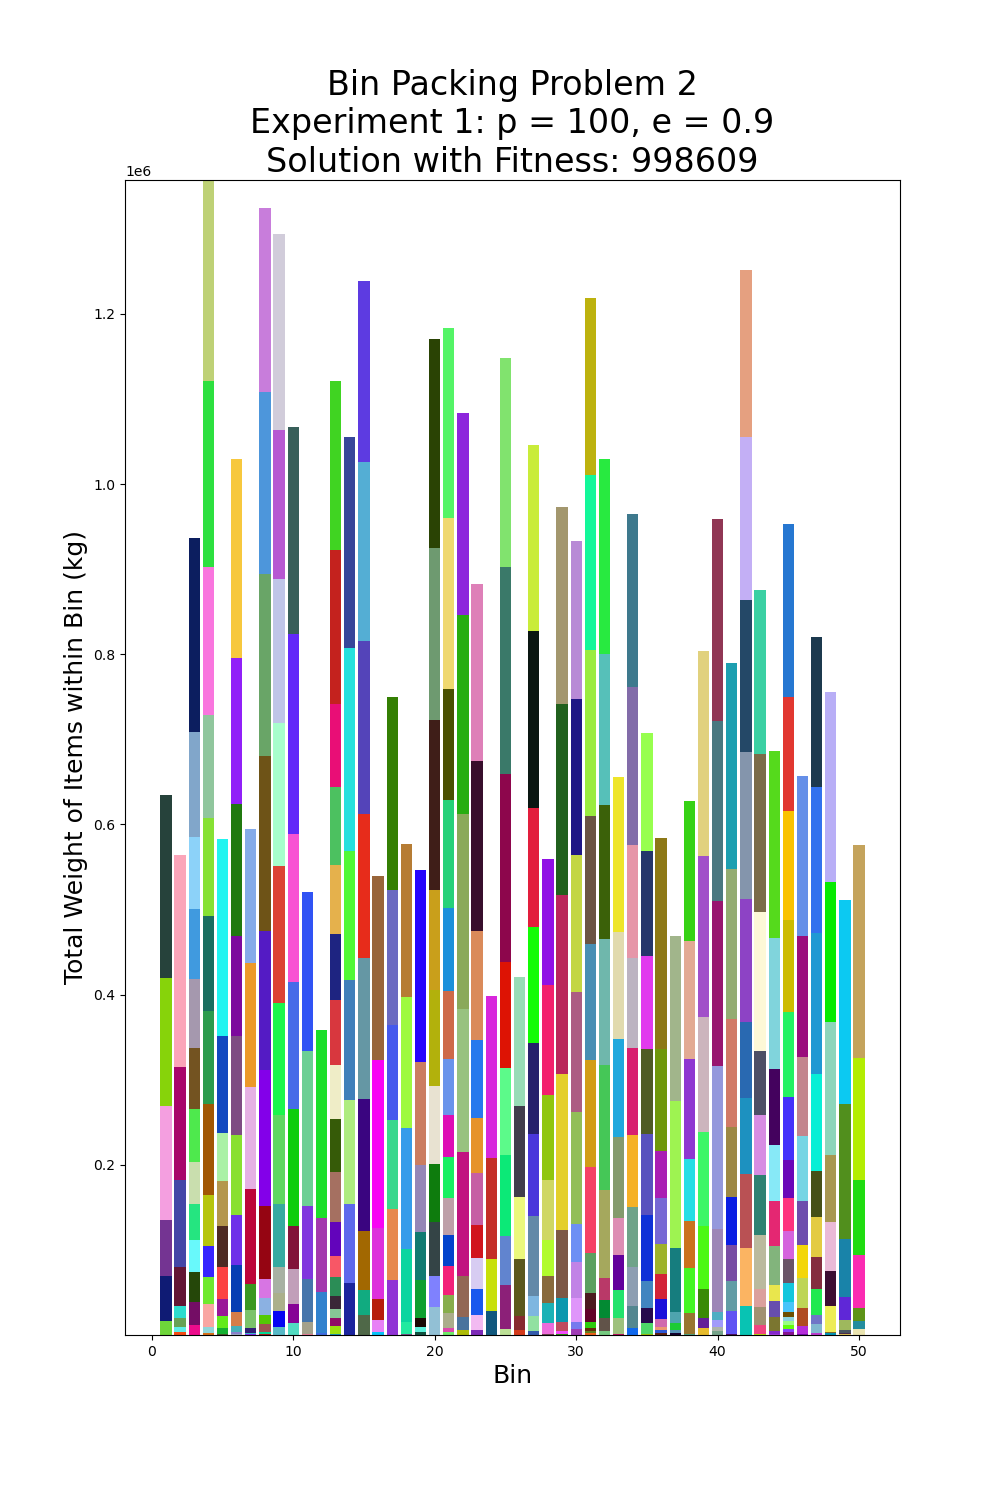 Bin Packing Problem 2
Experiment 1: p = 100, e = 0.9
Solution with Fitness: 998609
1e6
1.2
1.0
0.8
0.6
0.4
0.2
Total Weight of Items within Bin (kg)
0 10 20 30 40 50
Bin